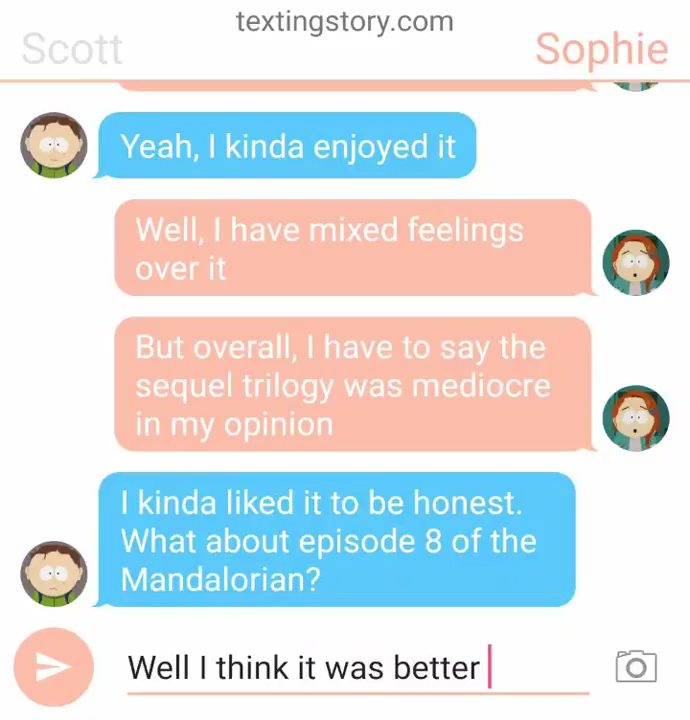 textingstory.com
Scott
Sophie
Yeah, I kinda enjoyed it
Well, I have mixed feelings
over it
But overall, I have to say the
sequel trilogy was mediocre
in my opinion
I kinda liked it to be honest.
What about episode 8 of the
Mandalorian?
Well I think it was better